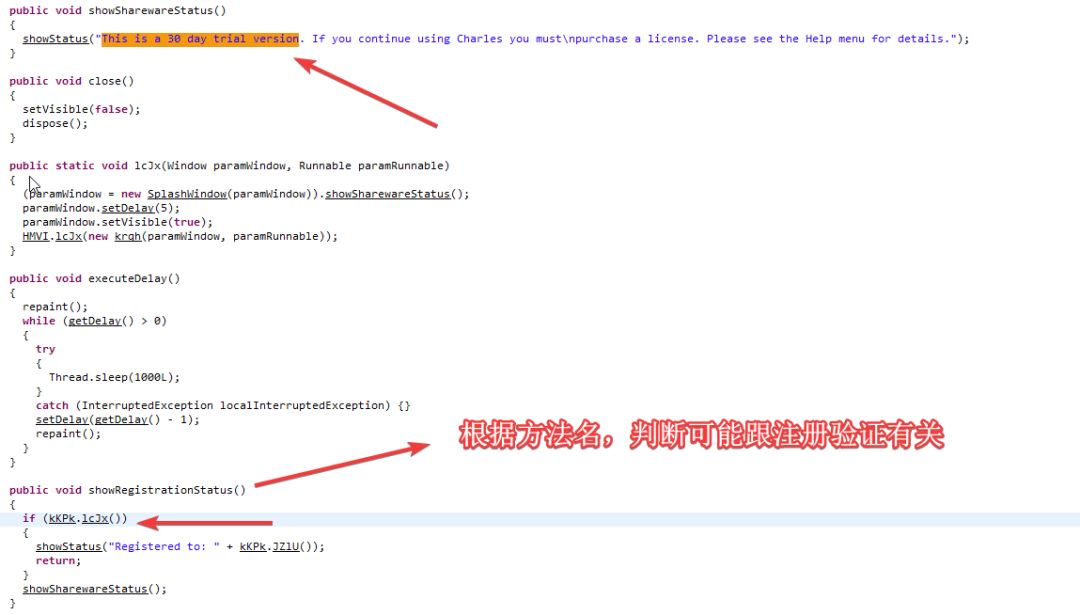 public void showSharewareStatus()
{
showStatus("This is a 30 day trial version. If you continue using Charles you must\npurchase a license. Please see the Help menu for details.");
}
public void close()
{
setVisible(false);
dispose();
}
public static void lcJx(Window paramWindow, Runnable paramRunnable)
{
(paramWindow = new SplashWindow(paramWindow)).showSharewareStatus();
paramWindow.setDelay(5);
paramWindow.setVisible(true);
HMVI.lcJx(new krqh(paramWindow, paramRunnable));
}
public void executeDelay()
{
repaint();
while (getDelay() > 0)
{
try
{
Thread.sleep(1000L);
}
catch (InterruptedException localInterruptedException) {}
setDelay(getDelay() - 1);
repaint();
}
}
根据方法名，判断可能跟注册验证有关
public void showRegistrationStatus()
{
if (kKPk.lcJx())
{
showStatus("Registered to: " + kKPk.JZlU());
return;
}
showSharewareStatus();
}